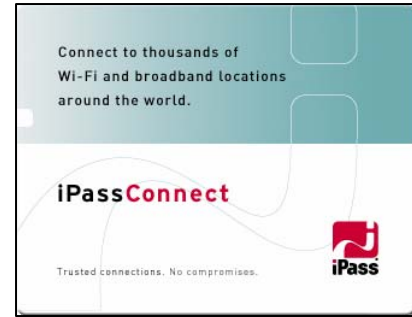 Connect to thousands of
Wi-Fi and broadband locations
around the world.
iPassConnect
iPass
Trusted connections. No compromises.